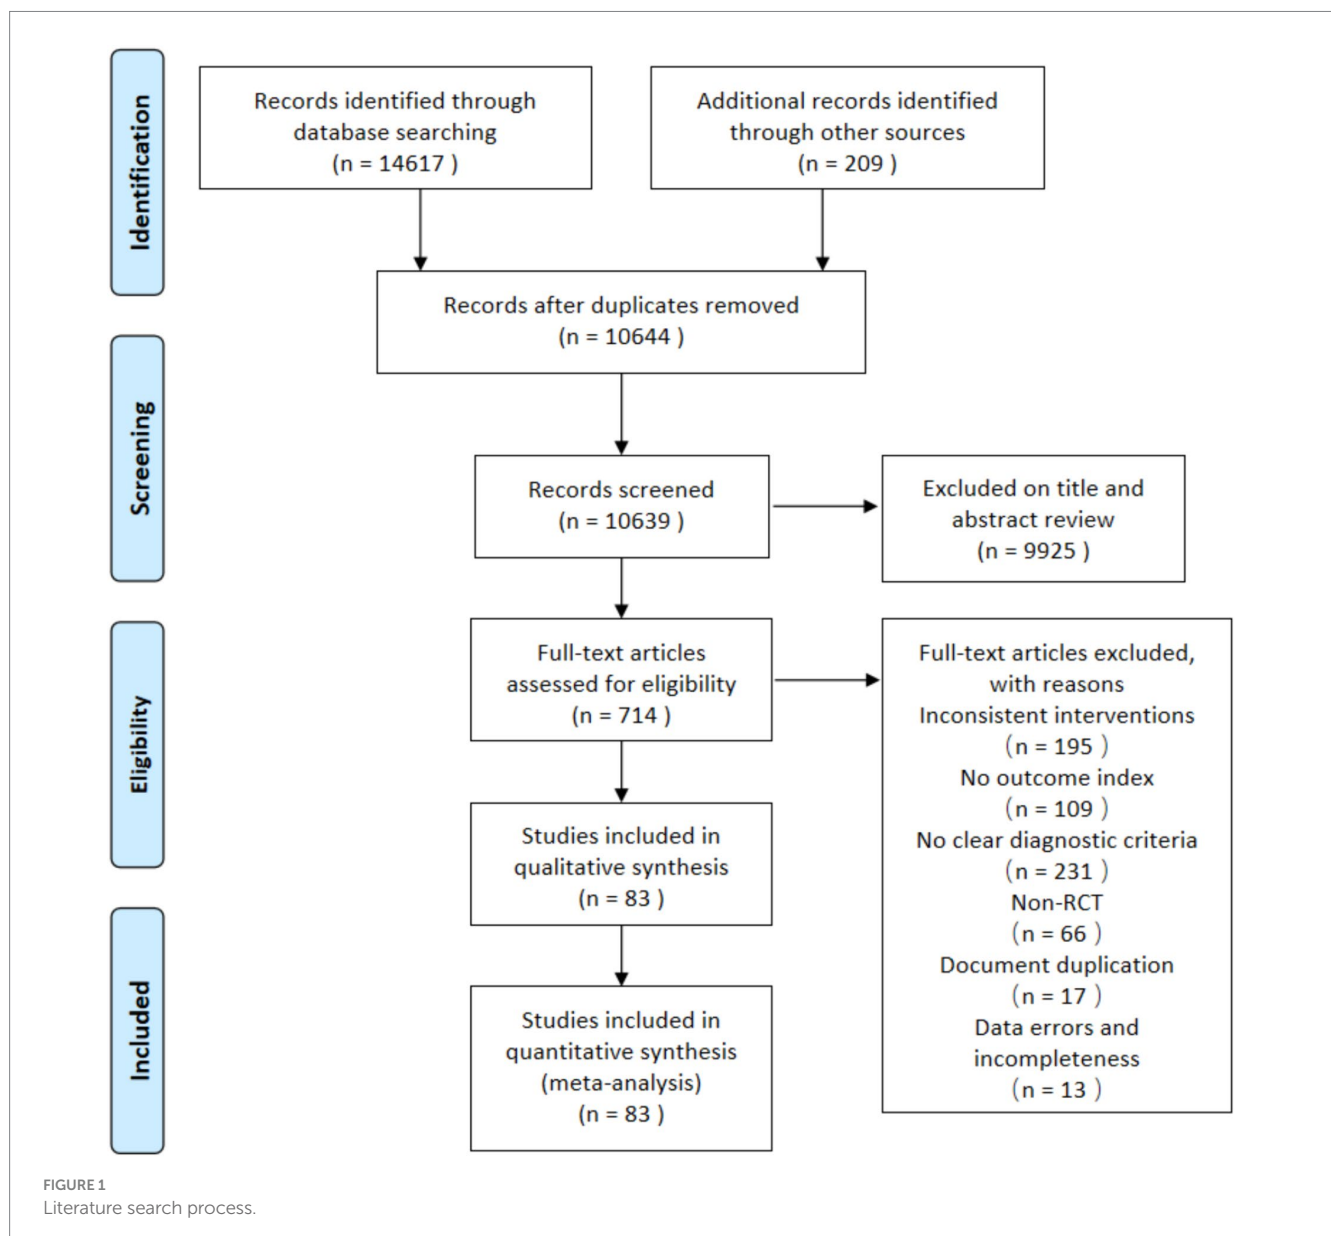 Identification
Records identified through
database searching
(n = 14617 )
Additional records identified
through other sources
(n = 209 )
Records after duplicates removed
(n = 10644 )
Screening
Records screened
(n = 10639 )
Excluded on title and
abstract review
(n = 9925 )
Eligibility
Full-text articles
assessed for eligibility
(n = 714 )
Full-text articles excluded,
with reasons
Inconsistent interventions
(n = 195 )
No outcome index
(n = 109 )
No clear diagnostic criteria
(n = 231 )
Non-RCT
(n = 66 )
Document duplication
(n = 17 )
Data errors and
incompleteness
(n = 13 )
Studies included in
qualitative synthesis
(n = 83 )
Included
Studies included in
quantitative synthesis
(meta-analysis)
(n = 83 )
FIGURE 1
Literature search process.